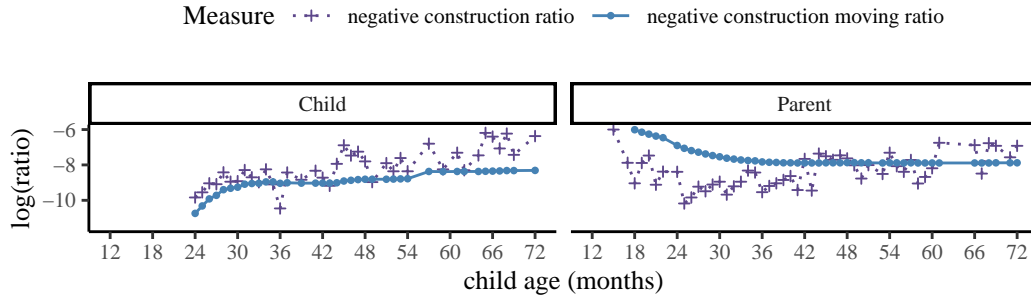 Measure negative construction ratio negative construction moving ratio
Child Parent
log(ratio)
−6
−8
−10
12 18 24 30 36 42 48 54 60 66 72 12 18 24 30 36 42 48 54 60 66 72
child age (months)